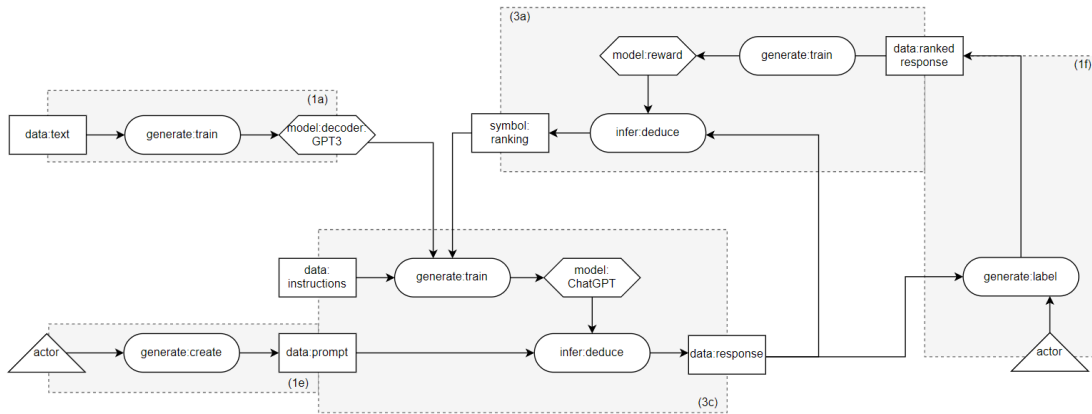 (3a)
model:reward
generate:train
data:ranked
response
(1f)
(1a)
data:text
generate:train
model:decoder:
GPT3
symbol:
ranking
infer:deduce
data:
instructions
generate:train
model:
ChatGPT
generate:label
actor
generate:create
data:prompt
infer:deduce
data:response
actor
(1e)
(3c)